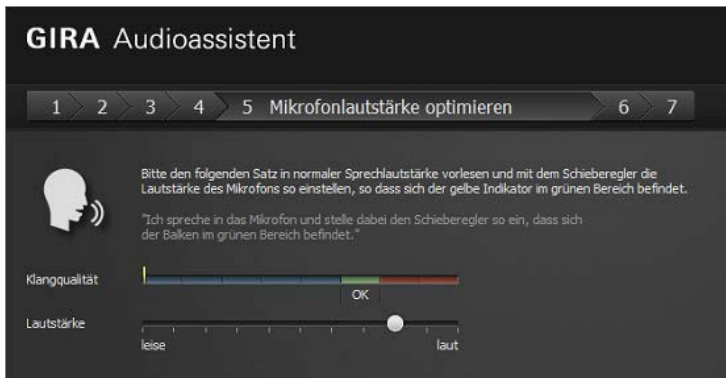 GIRA Audioassistent
1 2 3 4 5 Mikrofonlautstärke optimieren 6 7
Bitte den folgenden Satz in normaler Sprechlautstärke vorlesen und mit dem Schieberegler die
Lautstärke des Mikrofons so einstellen, so dass sich der gelbe Indikator im grünen Bereich befindet.
"Ich spreche in das Mikrofon und stelle dabei den Schieberegler so ein, dass sich
der Balken im grünen Bereich befindet."
Klangqualität
OK
Lautstärke
leise laut